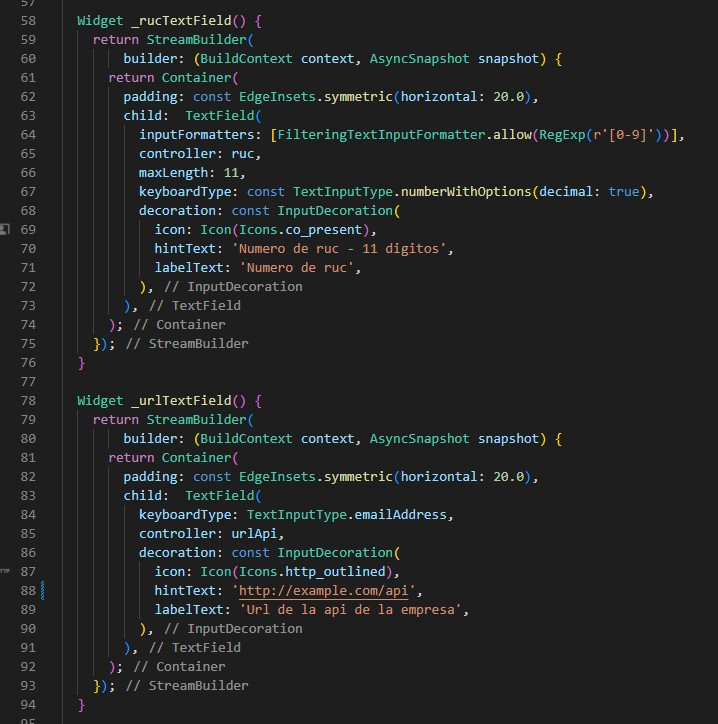 57
58 Widget _rucTextField() {
59 return StreamBuilder(
60 builder: (BuildContext context, AsyncSnapshot snapshot) {
61 return Container(
62 padding: const EdgeInsets.symmetric(horizontal: 20.0),
63 child:  TextField(
64 inputFormatters: [FilteringTextInputFormatter.allow(RegExp(r'[0-9]'))],
65 controller: ruc,
66 maxLength: 11,
67 keyboardType: const TextInputType.numberWithOptions(decimal: true),
68 decoration: const InputDecoration(
69 icon: Icon(Icons.co_present),
70 hintText: 'Numero de ruc - 11 digitos',
71 labelText: 'Numero de ruc',
72 ), // InputDecoration
73 ), // TextField
74 ); // Container
75 }); // StreamBuilder
76 }
77
78 Widget _urlTextField() {
79 return StreamBuilder(
80 builder: (BuildContext context, AsyncSnapshot snapshot) {
81 return Container(
82 padding: const EdgeInsets.symmetric(horizontal: 20.0),
83 child:  TextField(
84 keyboardType: TextInputType.emailAddress,
85 controller: urlApi,
86 decoration: const InputDecoration(
87 icon: Icon(Icons.http_outlined),
88 hintText: 'http://example.com/api',
89 labelText: 'Url de la api de la empresa',
90 ), // InputDecoration
91 ), // TextField
92 ); // Container
93 }); // StreamBuilder
94 }
95